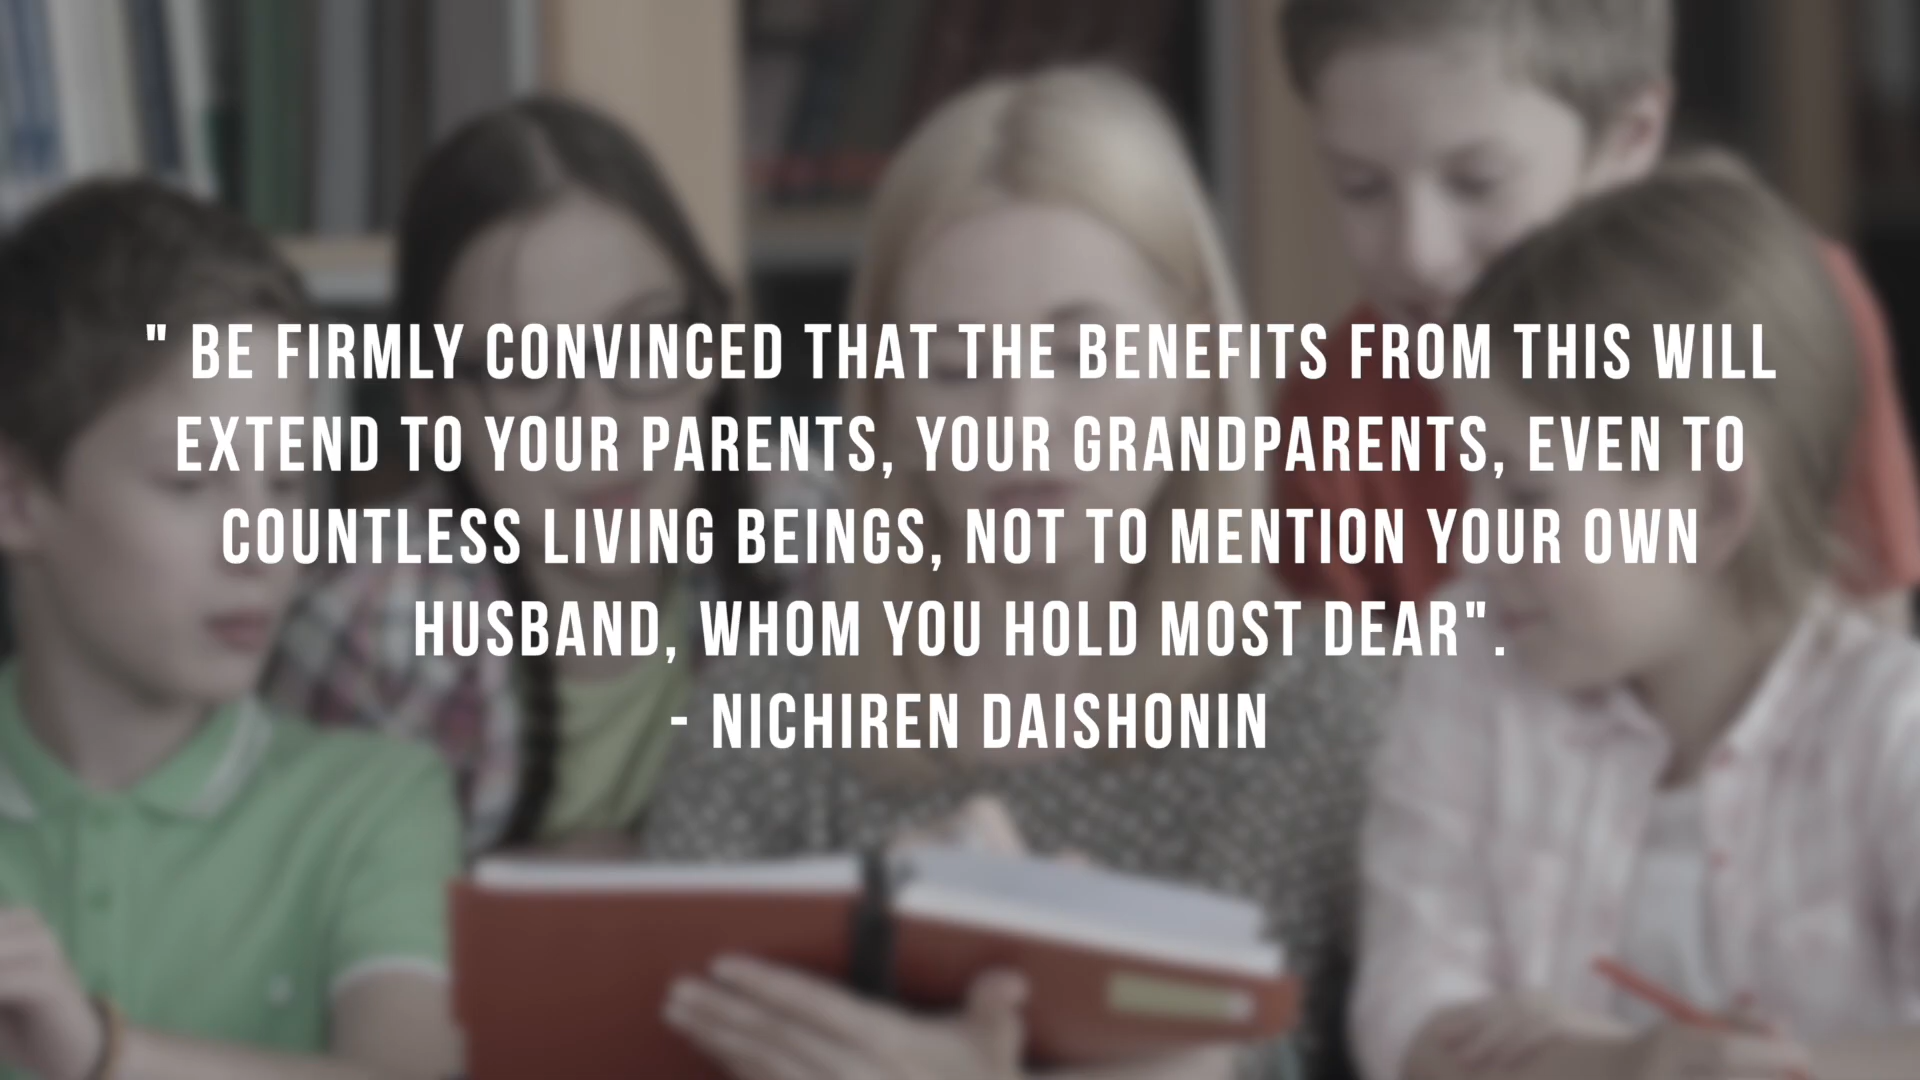 " BE FIRMLY CONVINCED THAT THE BENEFITS FROM THIS WILL
EXTEND TO YOUR PARENTS, YOUR GRANDPARENTS, EVEN TO
COUNTLESS LIVING BEINGS, NOT TO MENTION YOUR OWN
HUSBAND, WHOM YOU HOLD MOST DEAR".
- NICHIREN DAISHONIN